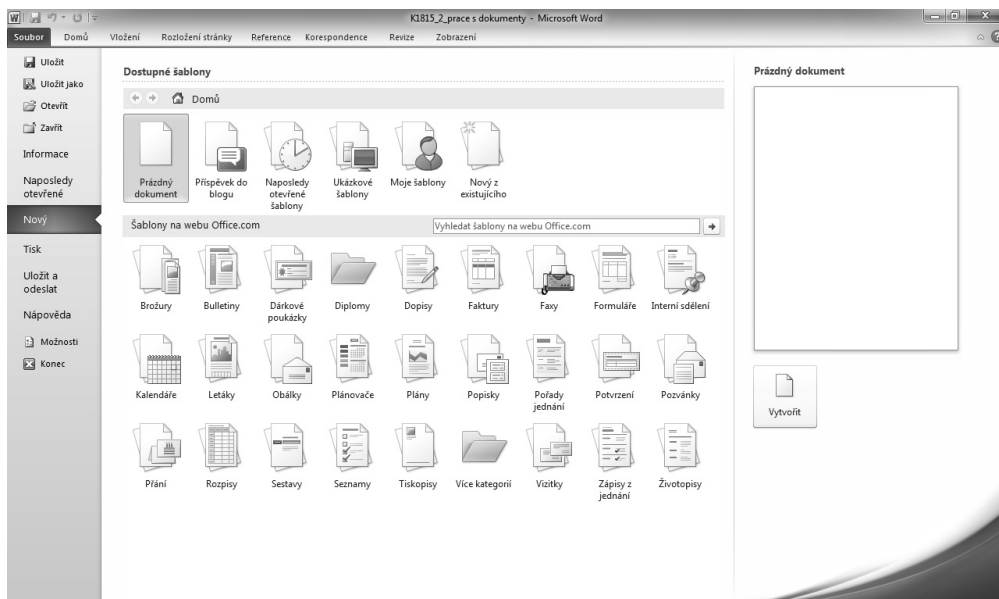 K1815_2_prace s dokumenty - Microsoft Word
Soubor Domů Vložení Rozložení stránky Reference Korespondence Revize Zobrazení
Uložit
Uložit jako
Otevřít
Zavřít
Informace
Naposledy
otevřené
Nový
Tisk
Uložit a
odeslat
Nápověda
Možnosti
Konec
Dostupné šablony
Domů
Prázdný
dokument
Příspěvek do
blogu
Naposledy
otevřené
šablony
Ukázkové
šablony
Moje šablony
Nový z
existujícího
Šablony na webu Office.com
Vyhledat šablony na webu Office.com
Brožury
Bulletiny
Dárkové
poukázky
Diplomy
Dopisy
Faktury
Faxy
Formuláře
Interní sdělení
Kalendáře
Letáky
Obálky
Plánovače
Plány
Popisky
Pořady
jednání
Potvrzení
Pozvánky
Přání
Rozpisy
Sestavy
Seznamy
Tiskopisy
Více kategorií
Vizitky
Zápisy z
jednání
Životopisy
Prázdný dokument
Vytvořit